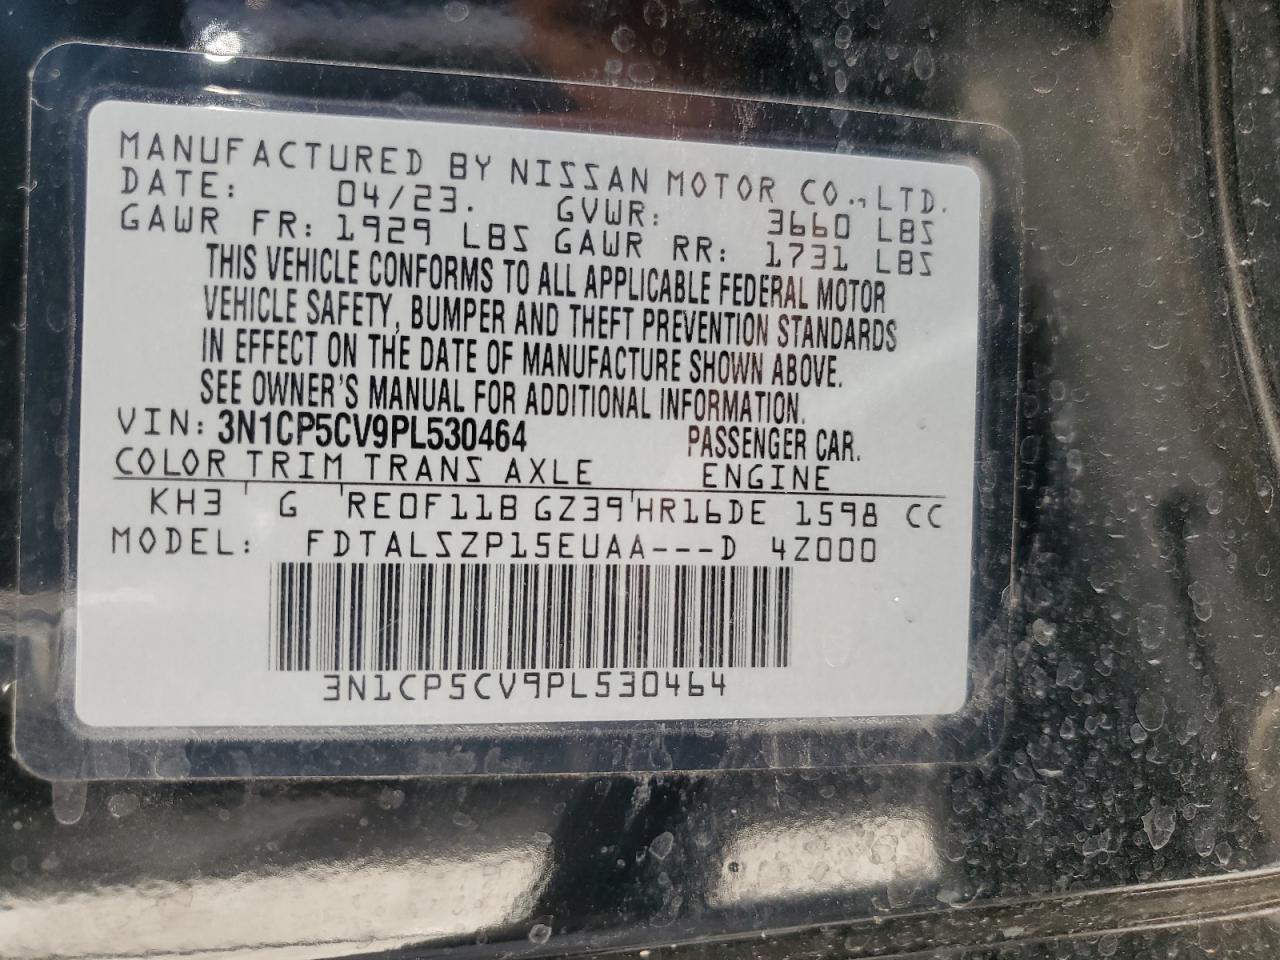 MANUFACTURED BY NISSAN MOTOR CO., LTD.
DATE: 04/23. GVWR: 3660 LBS
GAWR FR: 1929 LBS GAWR RR: 1731 LBS
THIS VEHICLE CONFORMS TO ALL APPLICABLE FEDERAL MOTOR
VEHICLE SAFETY, BUMPER AND THEFT PREVENTION STANDARDS
IN EFFECT ON THE DATE OF MANUFACTURE SHOWN ABOVE.
SEE OWNER'S MANUAL FOR ADDITIONAL INFORMATION.
VIN: 3N1CP5CV9PL530464 PASSENGER CAR.
COLOR TRIM TRANS AXLE ENGINE
KH3 G RE0F11B GZ39 HR16DE 1598 CC
MODEL: FDTALSZP15EUAA---D 4Z000
3N1CP5CV9PL530464